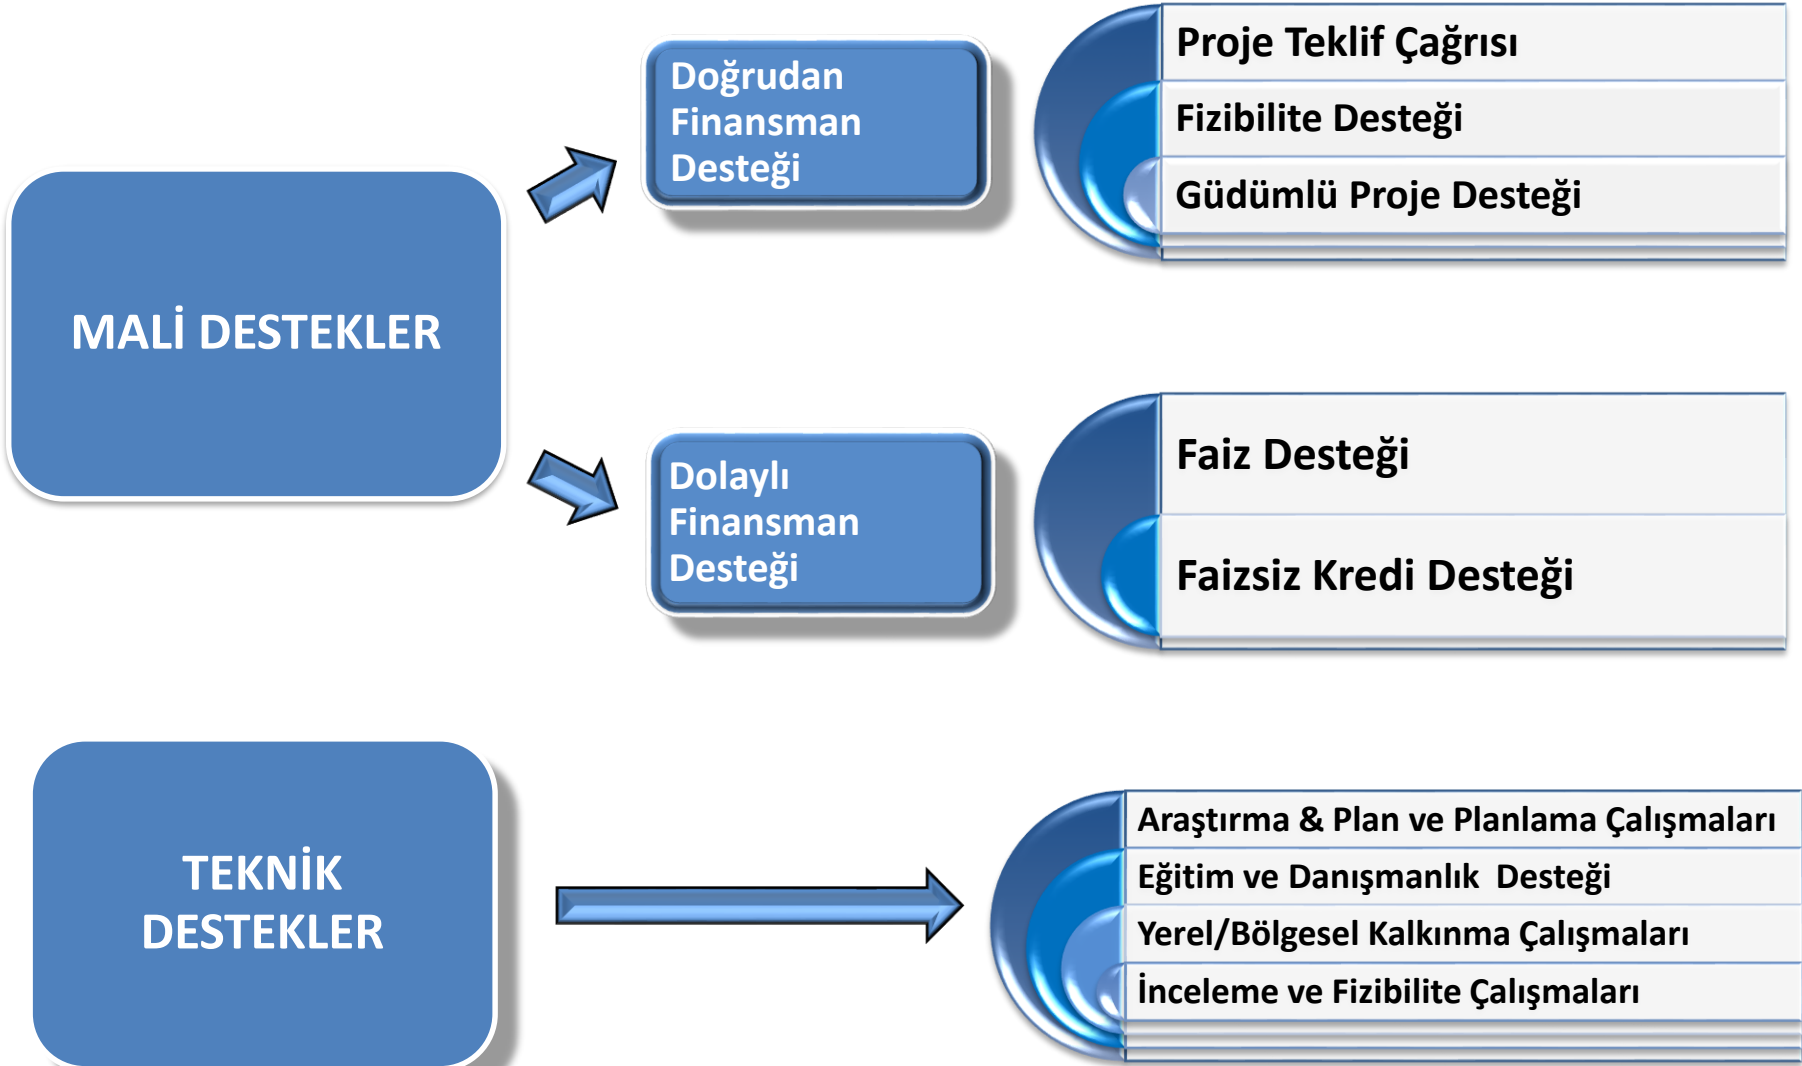 MALİ DESTEKLER
Doğrudan
Finansman
Desteği
Proje Teklif Çağrısı
Fizibilite Desteği
Güdümlü Proje Desteği
Dolaylı
Finansman
Desteği
Faiz Desteği
Faizsiz Kredi Desteği
TEKNİK
DESTEKLER
Araştırma & Plan ve Planlama Çalışmaları
Eğitim ve Danışmanlık Desteği
Yerel/Bölgesel Kalkınma Çalışmaları
İnceleme ve Fizibilite Çalışmaları